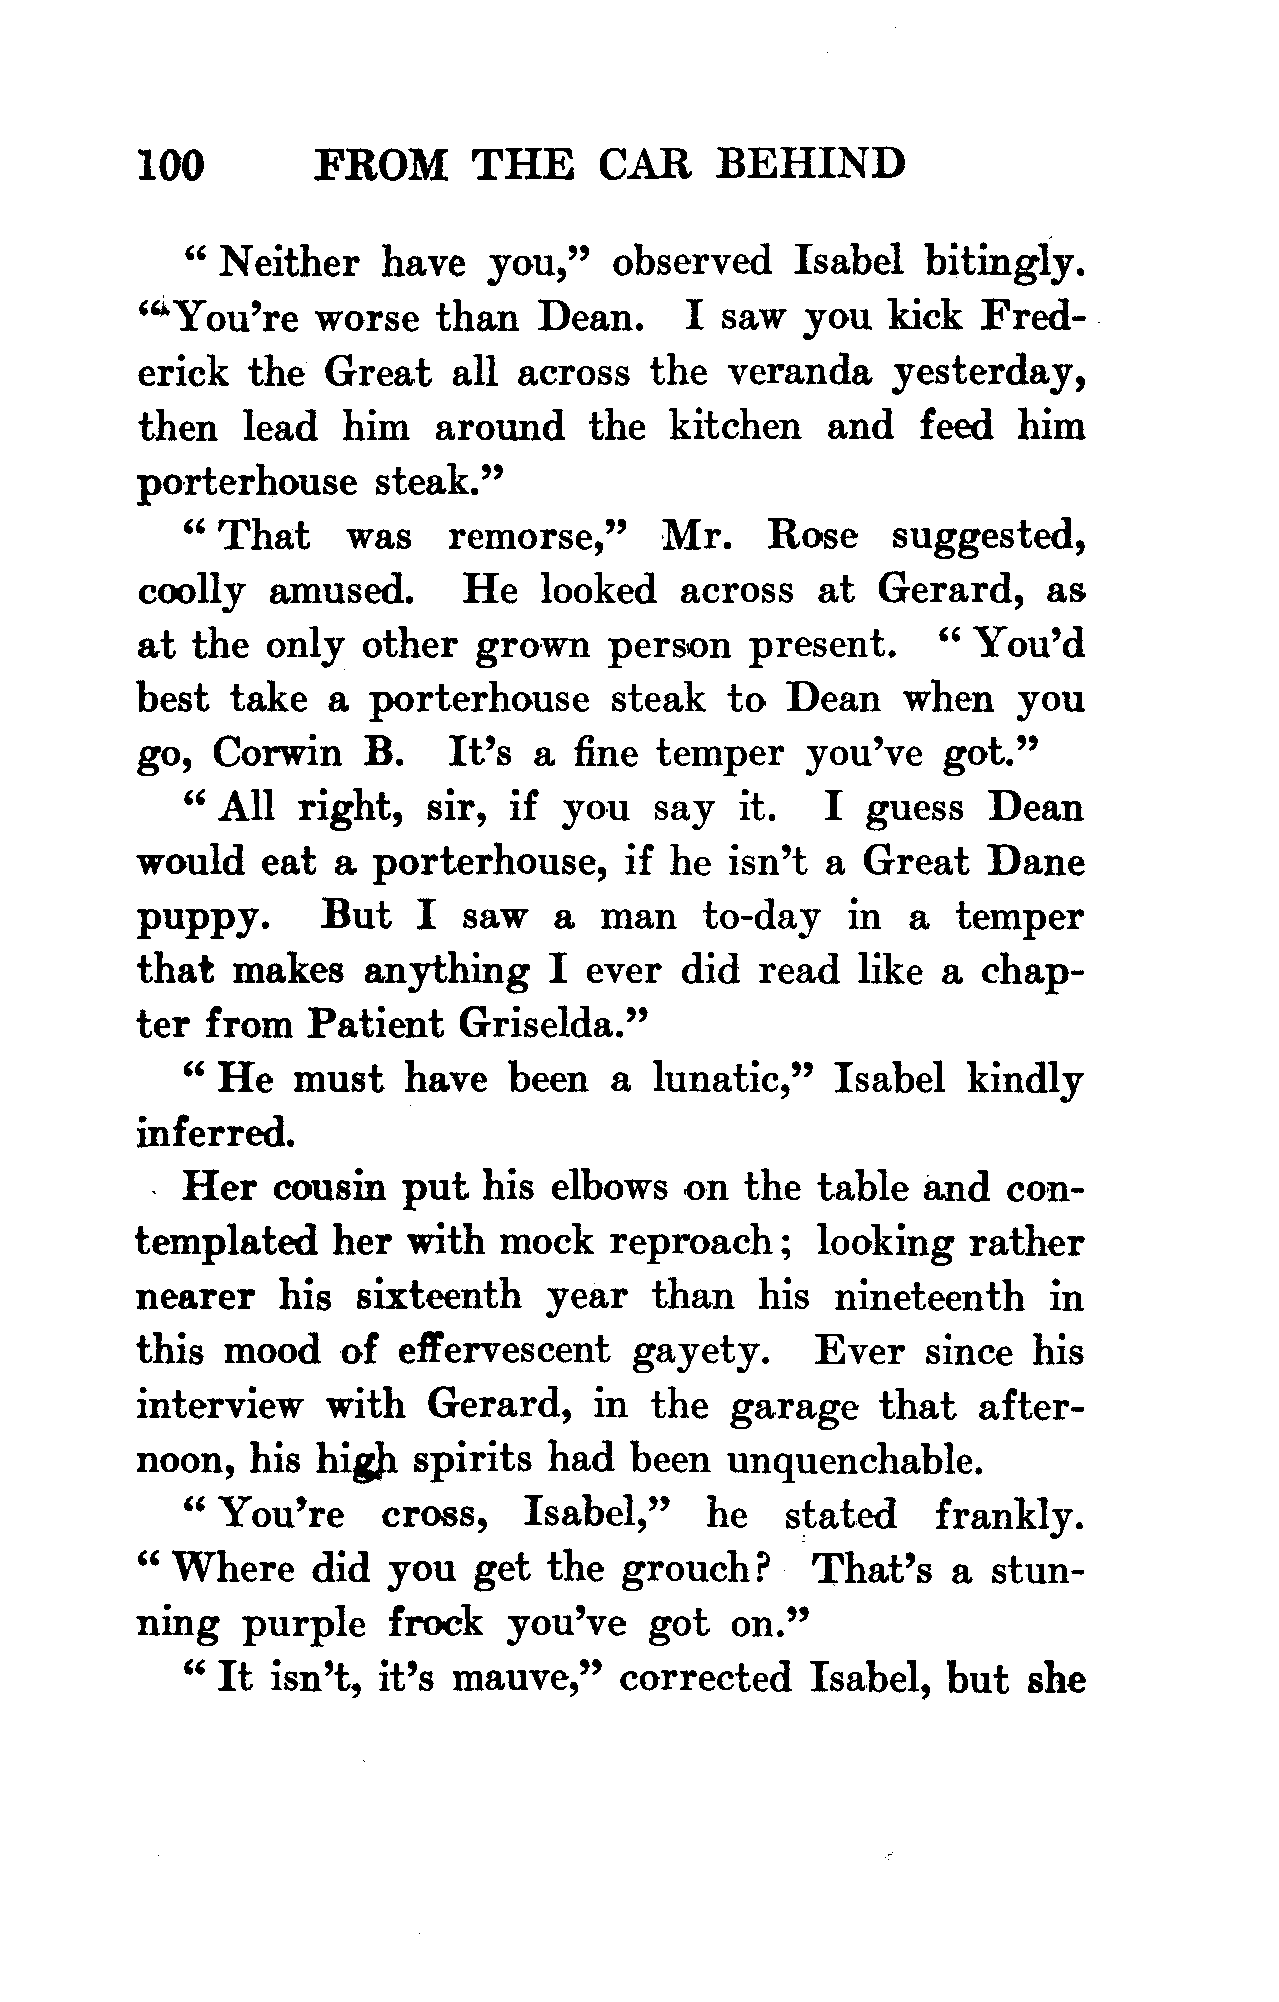 100 FROM THE CAR BEHIND
“ Neither have you,” observed Isabel bitingly.
“You’re worse than Dean. I saw you kick Fred-
erick the Great all across the veranda yesterday,
then lead him around the kitchen and feed him
porterhouse steak.”
“ That was remorse,” Mr. Rose suggested,
coolly amused. He looked across at Gerard, as
at the only other grown person present. “ You’d
best take a porterhouse steak to Dean when you
go, Corwin B. It’s a fine temper you’ve got.”
“ All right, sir, if you say it. I guess Dean
would eat a porterhouse, if he isn’t a Great Dane
puppy. But I saw a man to-day in a temper
that makes anything I ever did read like a chap-
ter from Patient Griselda.”
“ He must have been a lunatic,” Isabel kindly
inferred.
Her cousin put his elbows on the table and con-
templated her with mock reproach; looking rather
nearer his sixteenth year than his nineteenth in
this mood of effervescent gayety. Ever since his
interview with Gerard, in the garage that after-
noon, his high spirits had been unquenchable.
“ You’re cross, Isabel,” he stated frankly.
“ Where did you get the grouch? That’s a stun-
ning purple frock you’ve got on.”
“ It isn’t, it’s mauve,” corrected Isabel, but she